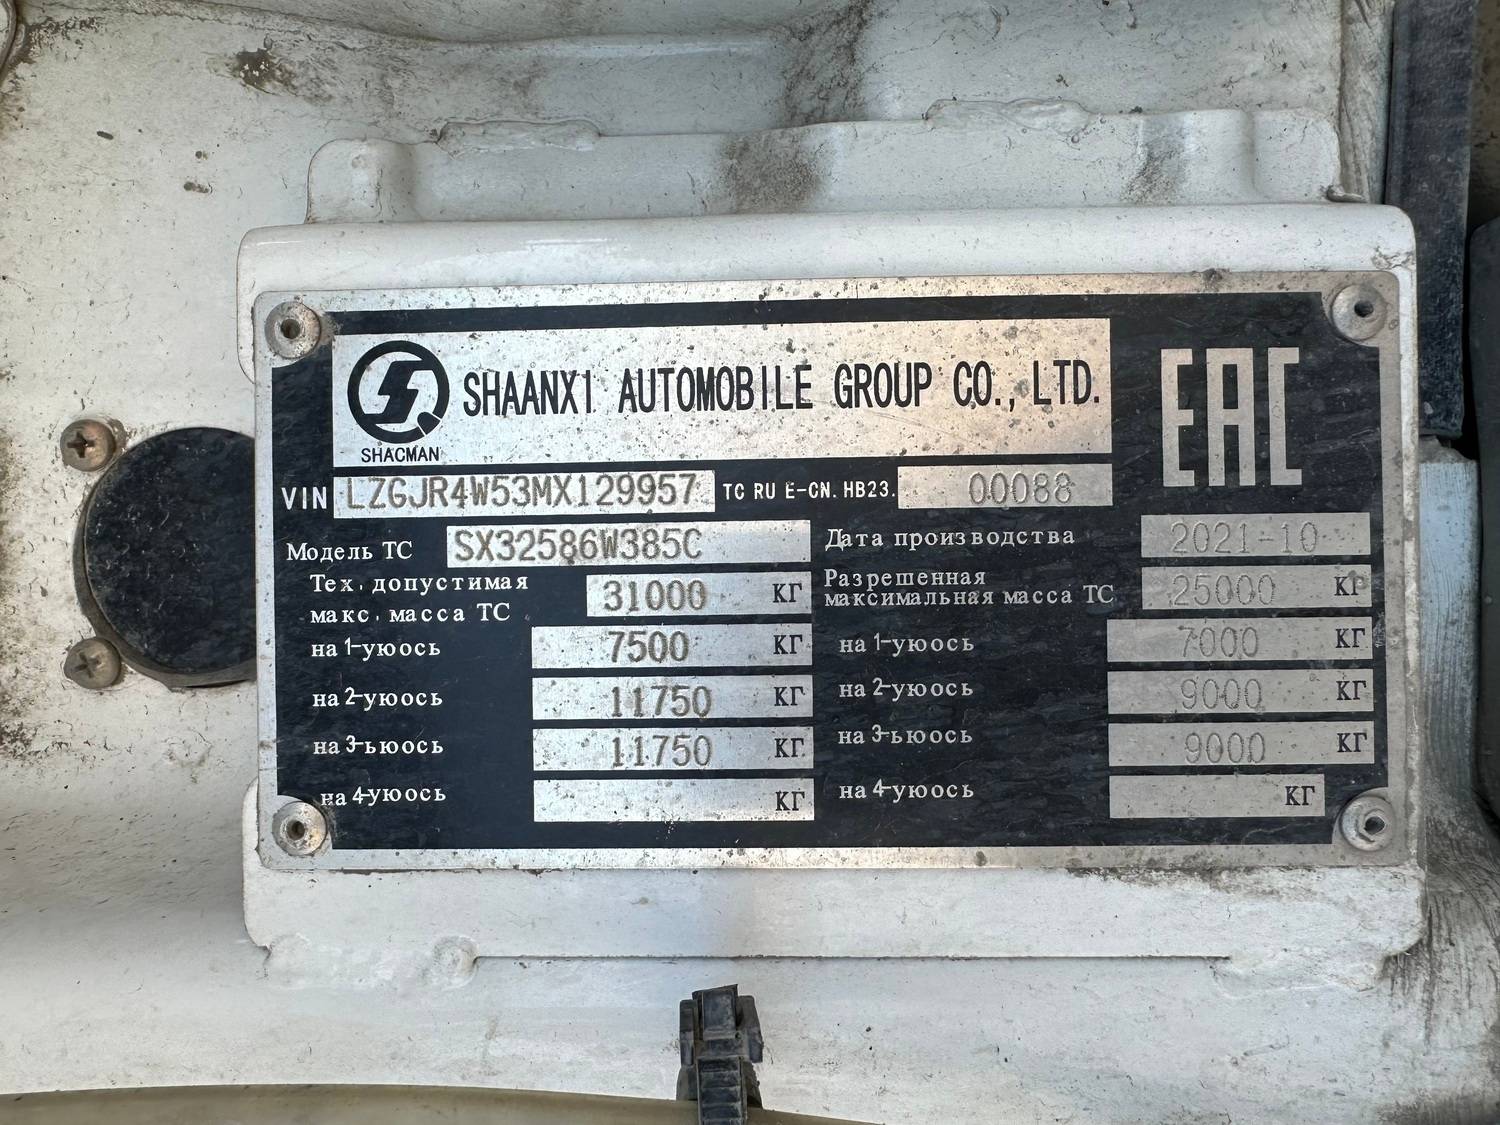 SHAANXI AUTOMOBILE GROUP CO., LTD.
SHACMAN
EAC
VIN LZGJR4W53MX129957 TC RU E-CN.HB23. 00088
Модель ТС SX32586W385C Дата производства 2021-10
Тех. допустимая макс. масса ТС 31000 КГ Разрешенная максимальная масса ТС 25000 КГ
на 1-уюось 7500 КГ на 1-уюось 7000 КГ
на 2-уюось 11750 КГ на 2-уюось 9000 КГ
на 3-ьюось 11750 КГ на 3-ьюось 9000 КГ
на 4-уюось КГ на 4-уюось КГ